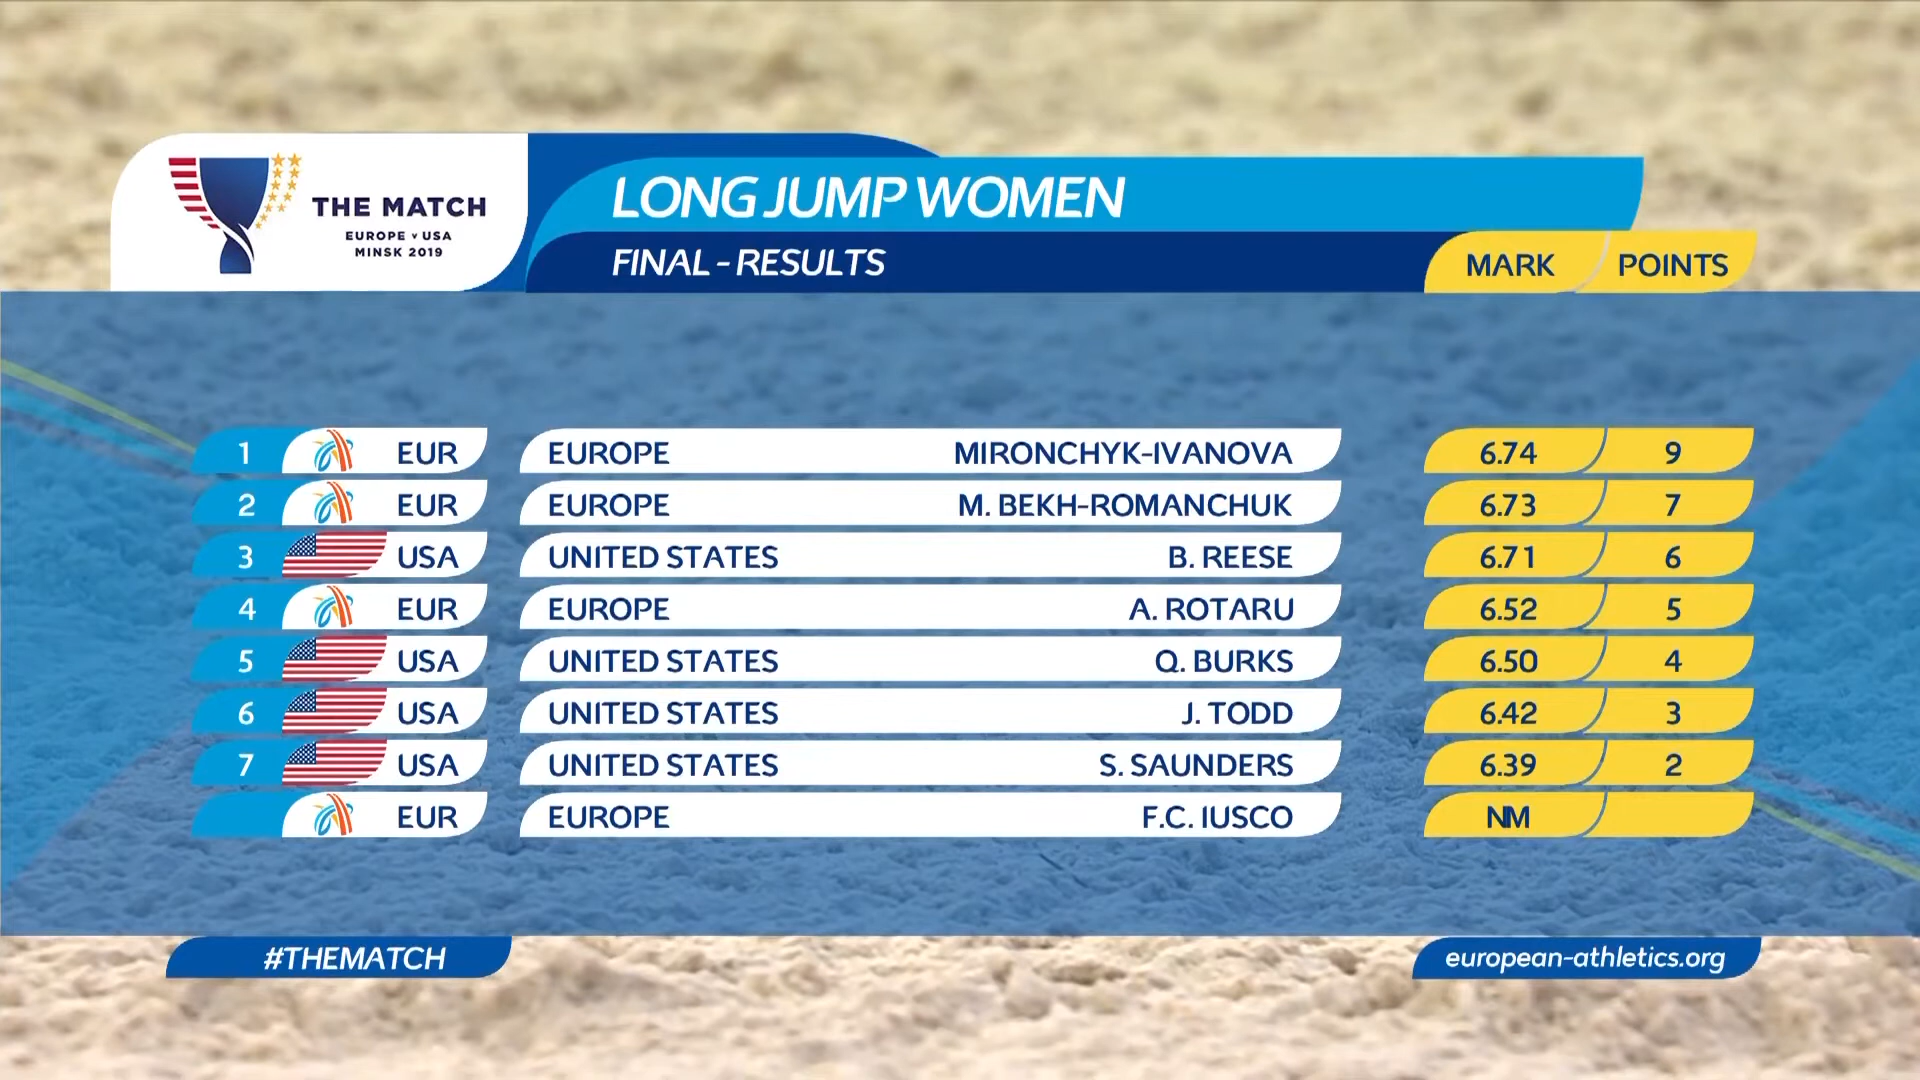 THE MATCH
EUROPE v USA
MINSK 2019
LONG JUMP WOMEN
FINAL - RESULTS MARK POINTS
1 EUR EUROPE MIRONCHYK-IVANOVA 6.74 9
2 EUR EUROPE M. BEKH-ROMANCHUK 6.73 7
3 USA UNITED STATES B. REESE 6.71 6
4 EUR EUROPE A. ROTARU 6.52 5
5 USA UNITED STATES Q. BURKS 6.50 4
6 USA UNITED STATES J. TODD 6.42 3
7 USA UNITED STATES S. SAUNDERS 6.39 2
EUR EUROPE F.C. IUSCO NM
#THEMATCH european-athletics.org